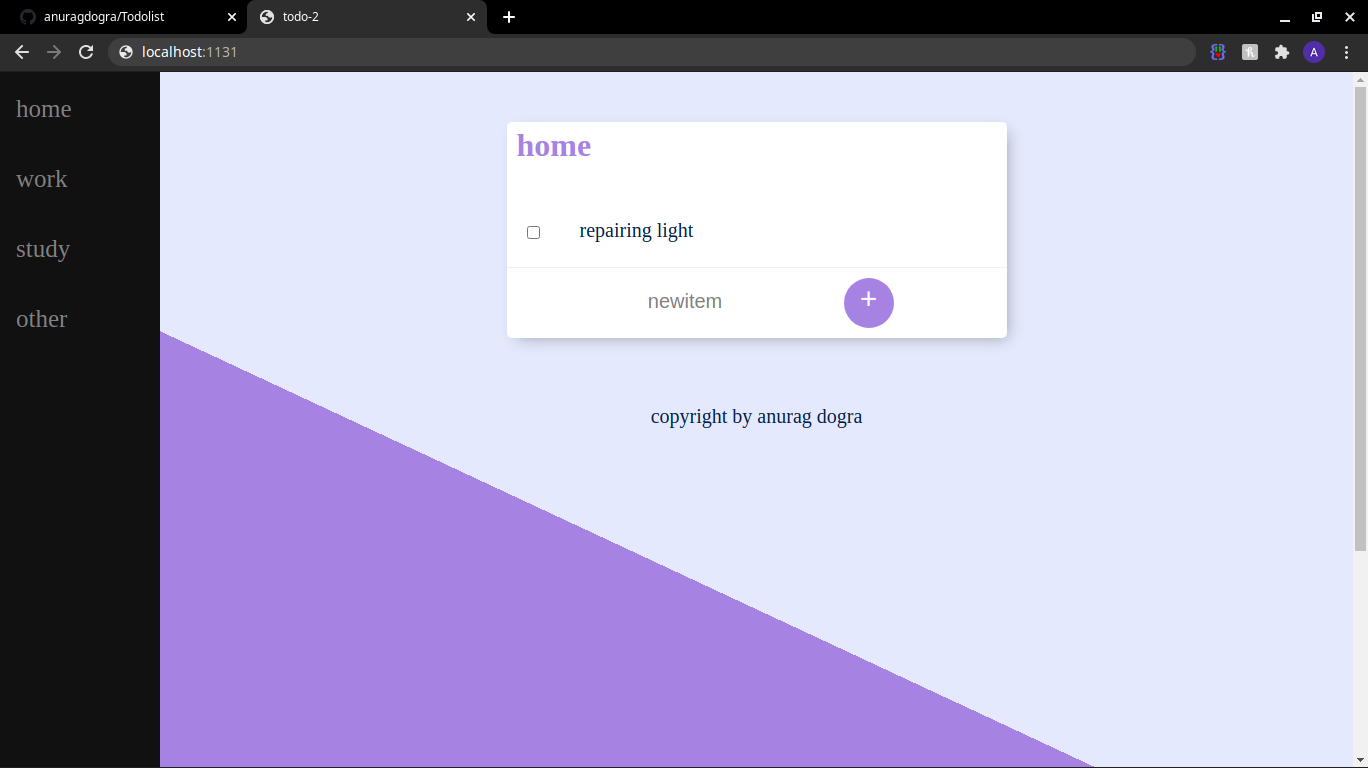 anuragdogra/Todolist
todo-2
localhost:1131
A
home
work
study
other
home
repairing light
newitem
+
copyright by anurag dogra